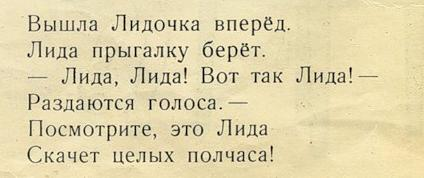 Вышла Лидочка вперёд.
Лида прыгалку берёт.
— Лида, Лида! Вот так Лида! —
Раздаются голоса. —
Посмотрите, это Лида
Скачет целых полчаса!